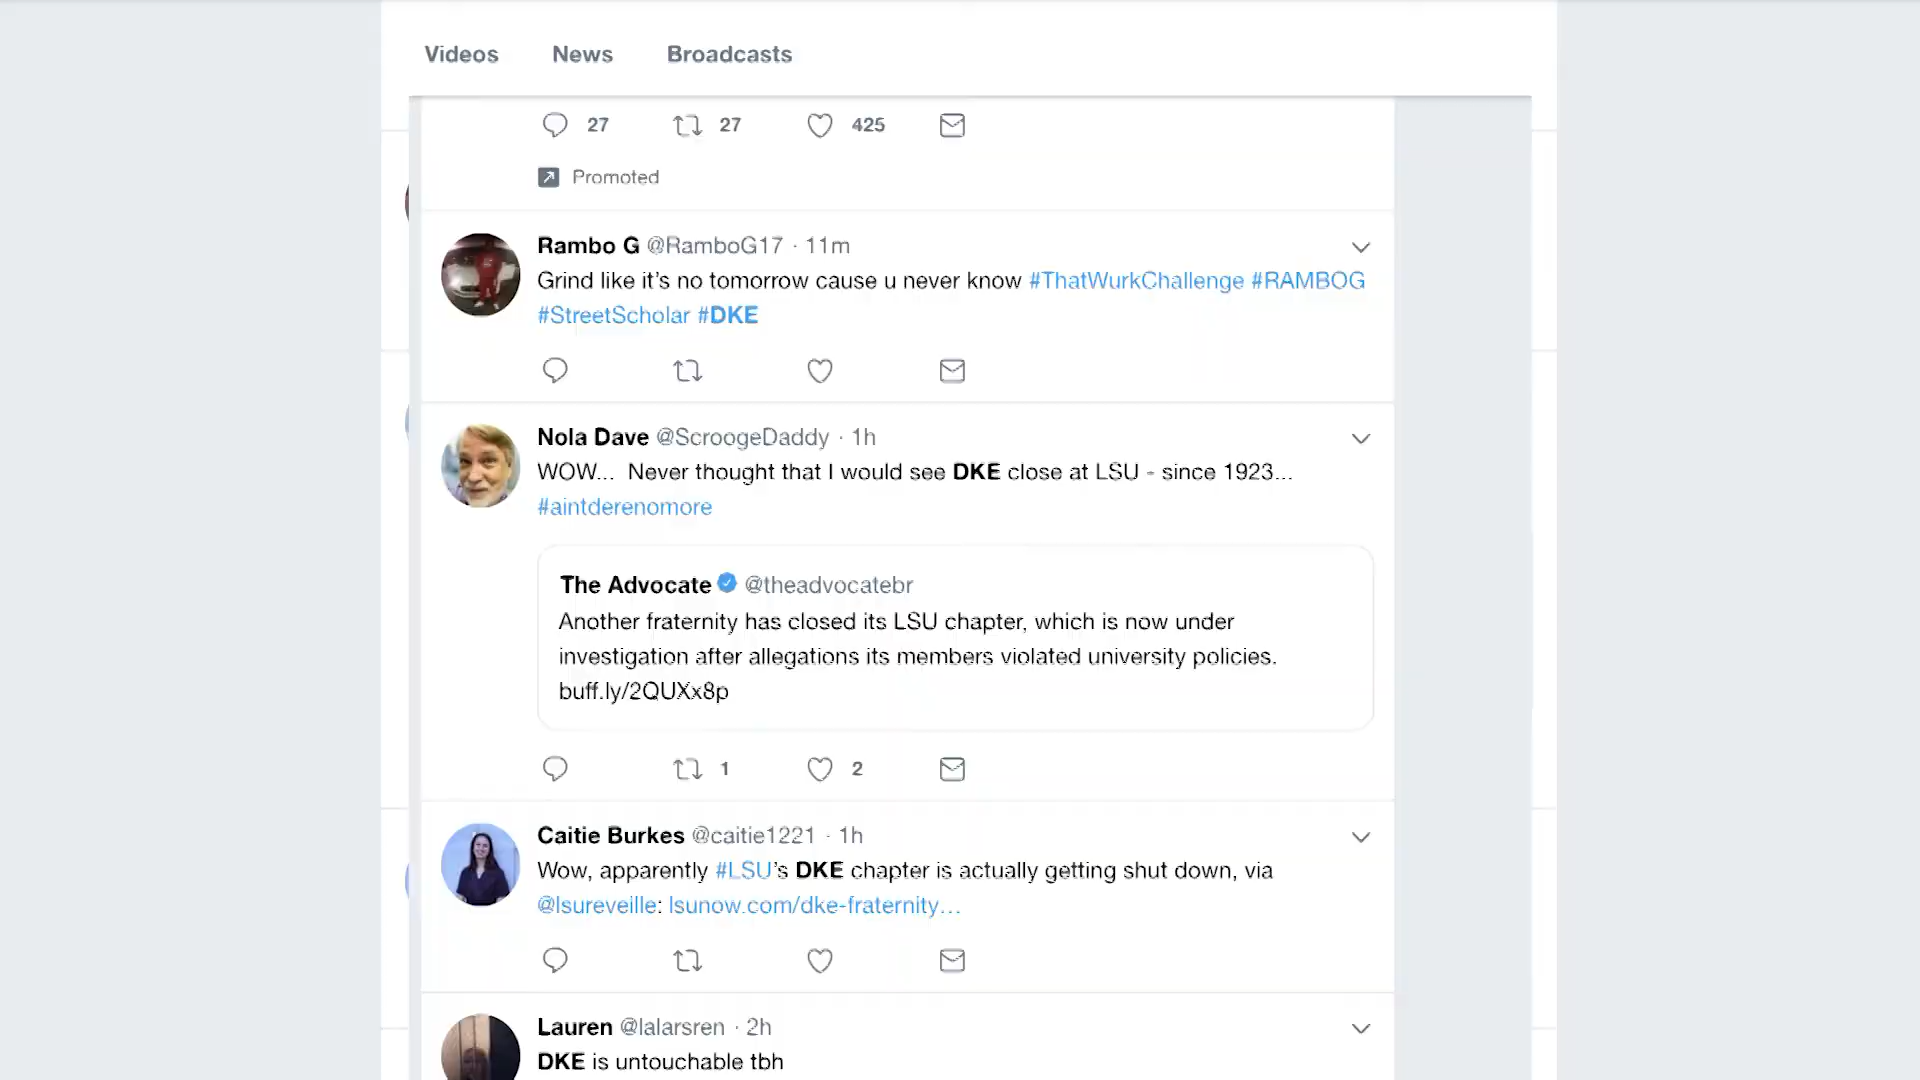 Videos News Broadcasts
27 27 425
Promoted
Rambo G @RamboG17 · 11m
Grind like it's no tomorrow cause u never know #ThatWurkChallenge #RAMBOG
#StreetScholar #DKE
Nola Dave @ScroogeDaddy · 1h
WOW... Never thought that I would see DKE close at LSU - since 1923...
#aintderenomore
The Advocate @theadvocatebr
Another fraternity has closed its LSU chapter, which is now under
investigation after allegations its members violated university policies.
buff.ly/2QUXx8p
1 2
Caitie Burkes @caitie1221 · 1h
Wow, apparently #LSU's DKE chapter is actually getting shut down, via
@lsureveille: lsunow.com/dke-fraternity...
Lauren @lalarsren · 2h
DKE is untouchable tbh